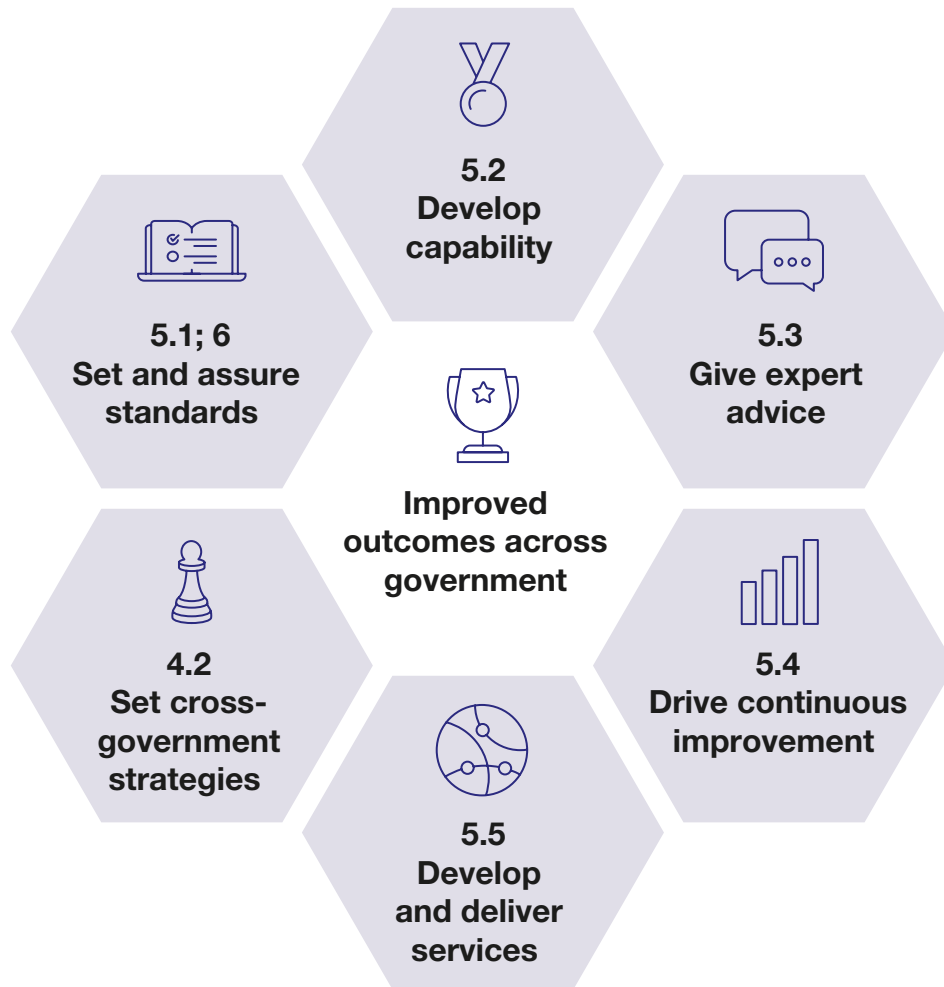 5.2
Develop
capability
5.1; 6
Set and assure
standards
5.3
Give expert
advice
Improved
outcomes across
government
4.2
Set cross-
government
strategies
5.4
Drive continuous
improvement
5.5
Develop
and deliver
services